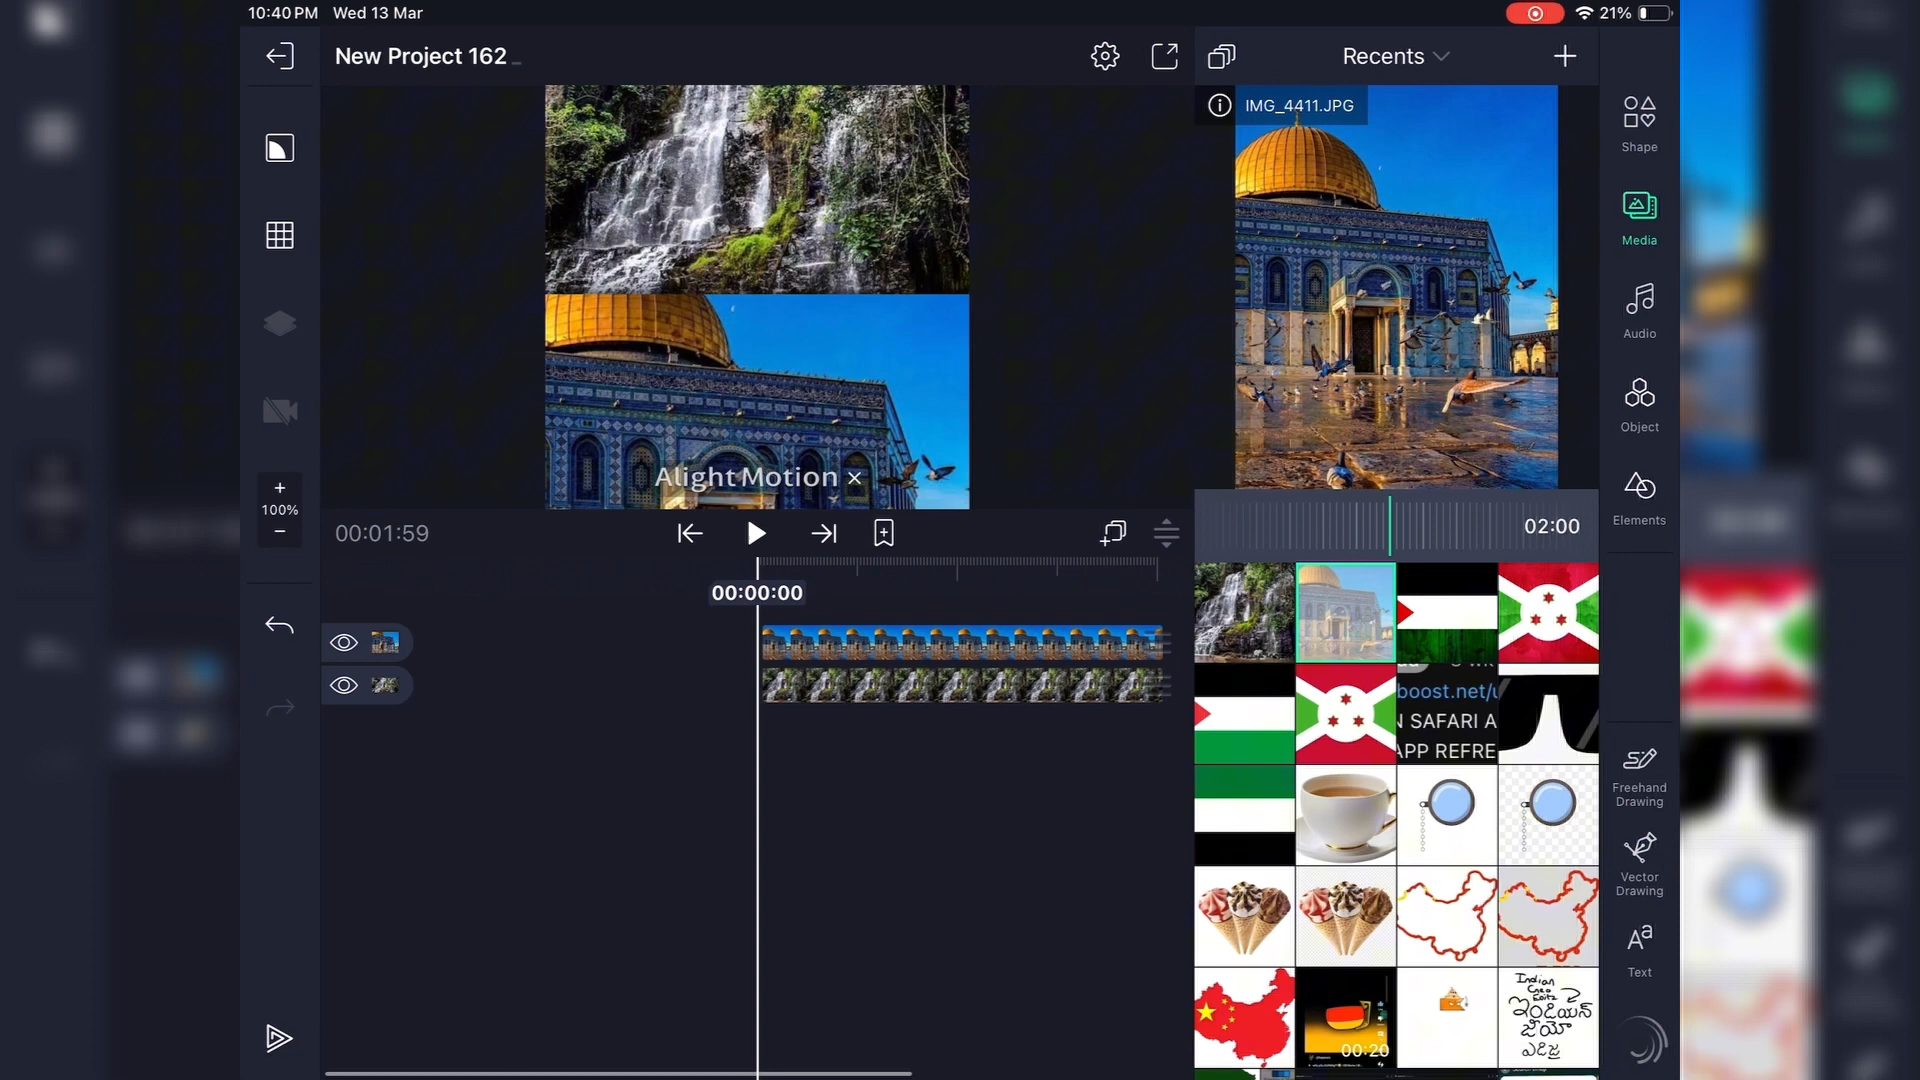 10:40 PM Wed 13 Mar
21%
New Project 162
Recents
IMG_4411.JPG
Shape
Media
Audio
Object
Elements
Alight Motion ×
+
100%
−
00:01:59
02:00
00:00:00
boost.net/u
N SAFARI A
APP REFRE
Freehand
Drawing
Vector
Drawing
Aa
Text
00:20
Indian